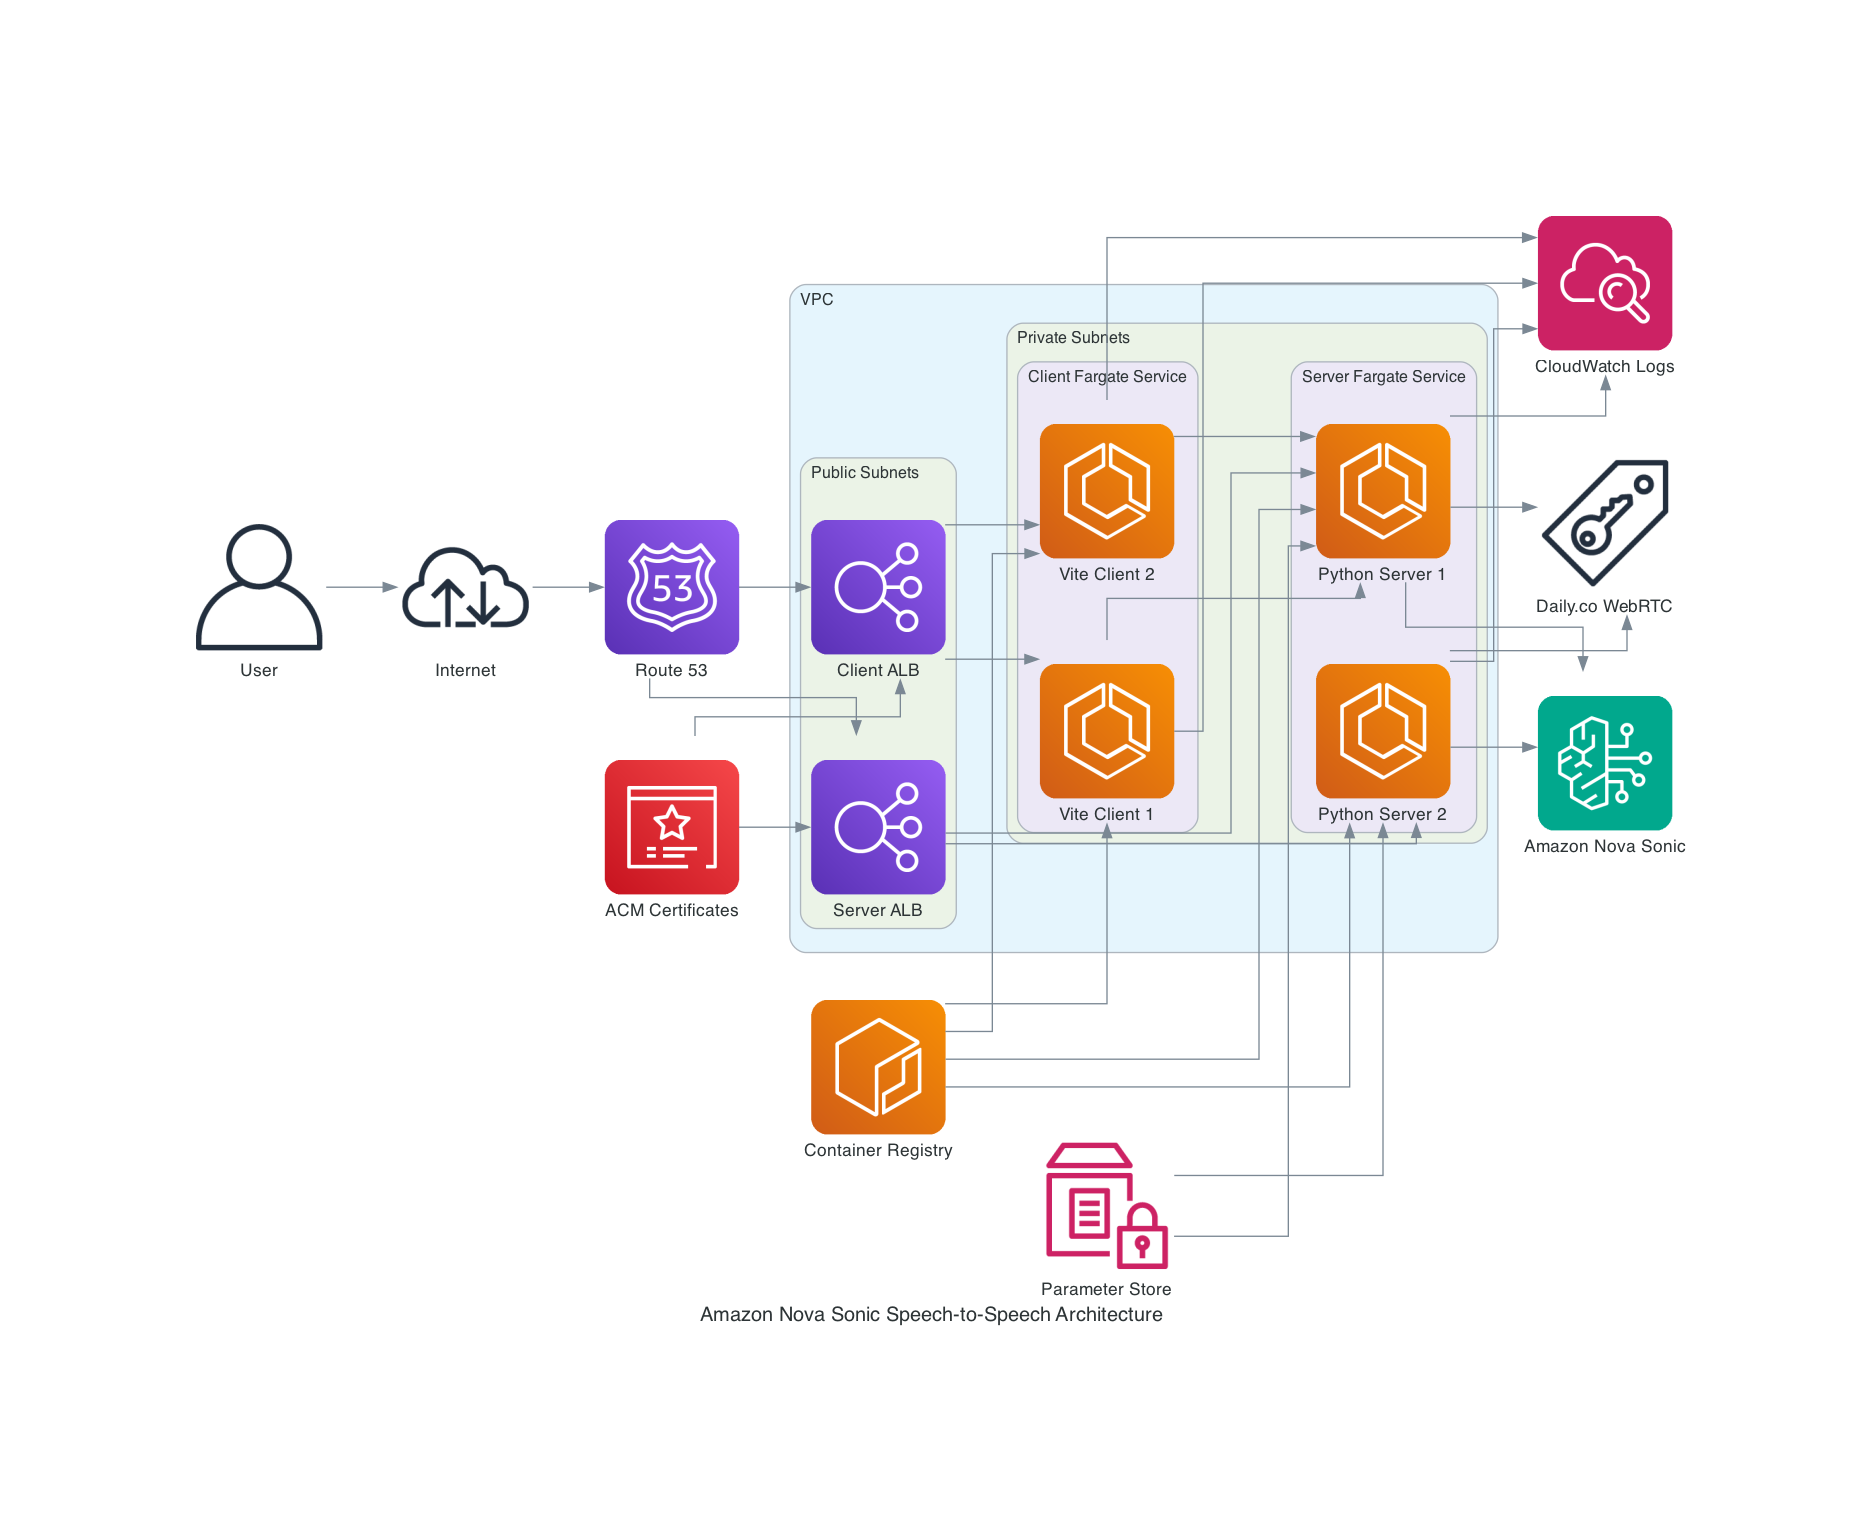 CloudWatch Logs
VPC
Private Subnets
Client Fargate Service
Server Fargate Service
Public Subnets
Vite Client 2
Python Server 1
Daily.co WebRTC
53
User
Internet
Route 53
Client ALB
Vite Client 1
Python Server 2
Amazon Nova Sonic
ACM Certificates
Server ALB
Container Registry
Parameter Store
Amazon Nova Sonic Speech-to-Speech Architecture